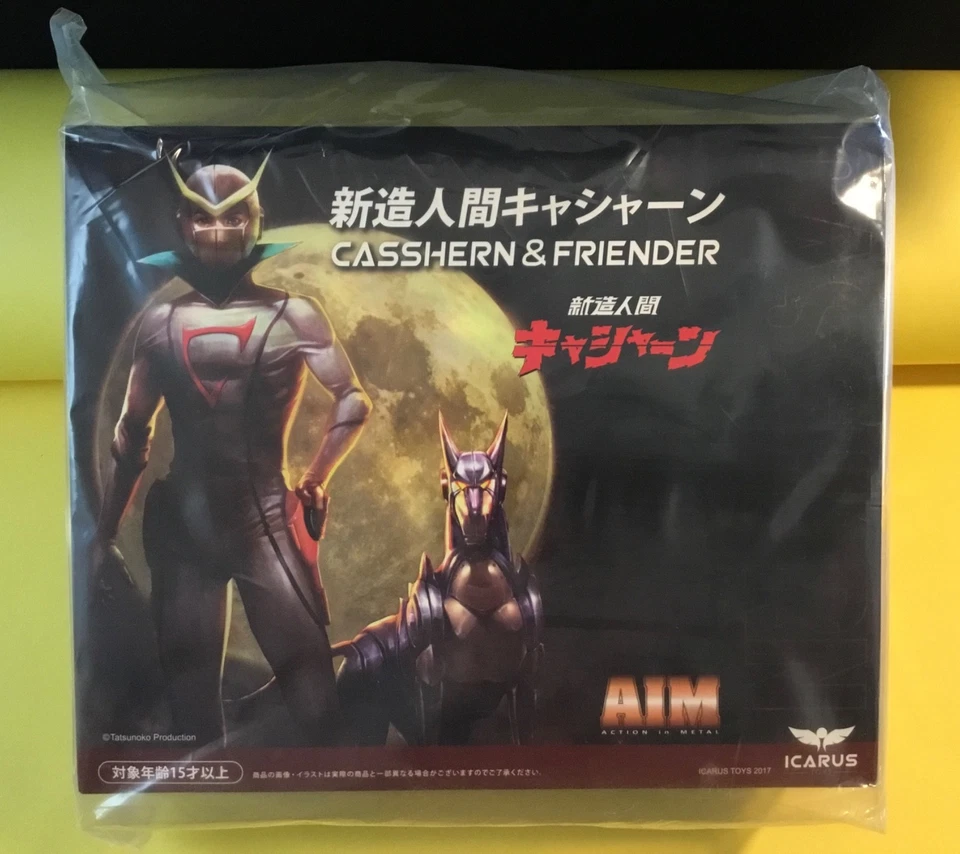 新造人間キャシャーン
CASSHERN & FRIENDER
新造人間
キャシャーン
AIM
ACTION in METAL
©Tatsunoko Production
対象年齢15才以上
商品の画像・イラストは実際の商品と一部異なる場合がございますのでご了承ください。
ICARUS TOYS 2017
ICARUS